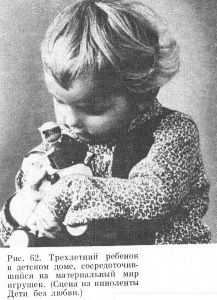 Рис. 62. Трехлетний ребенок
в детском доме, сосредоточив-
шийся на материальный мир
игрушек. (Сцена из киноленты
Дети без любви.)